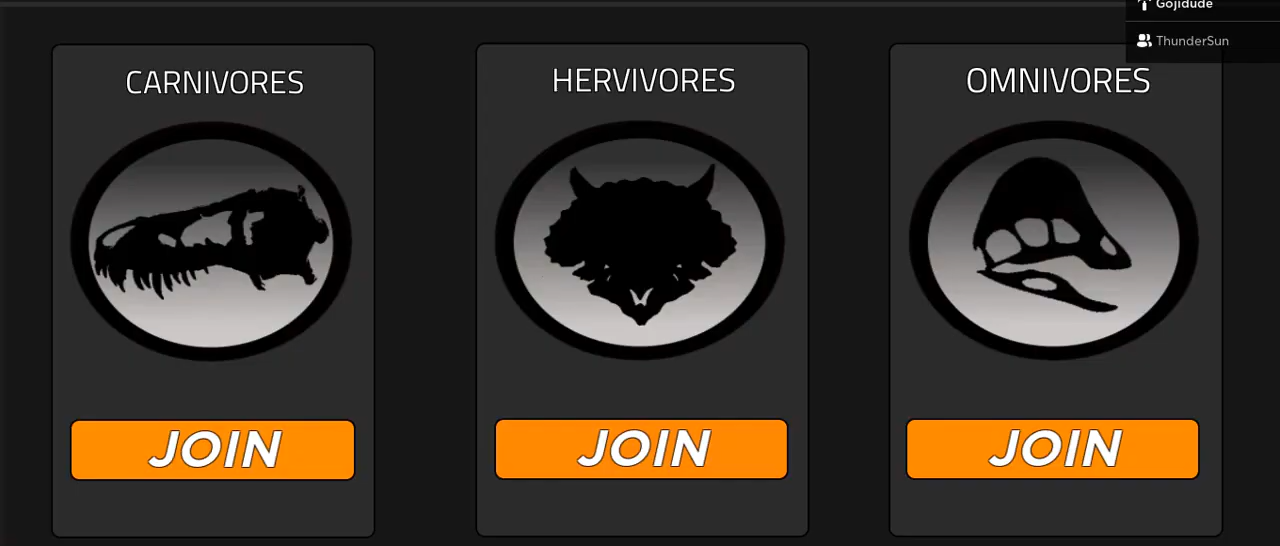 Gojidude
ThunderSun
CARNIVORES
HERVIVORES
OMNIVORES
JOIN
JOIN
JOIN